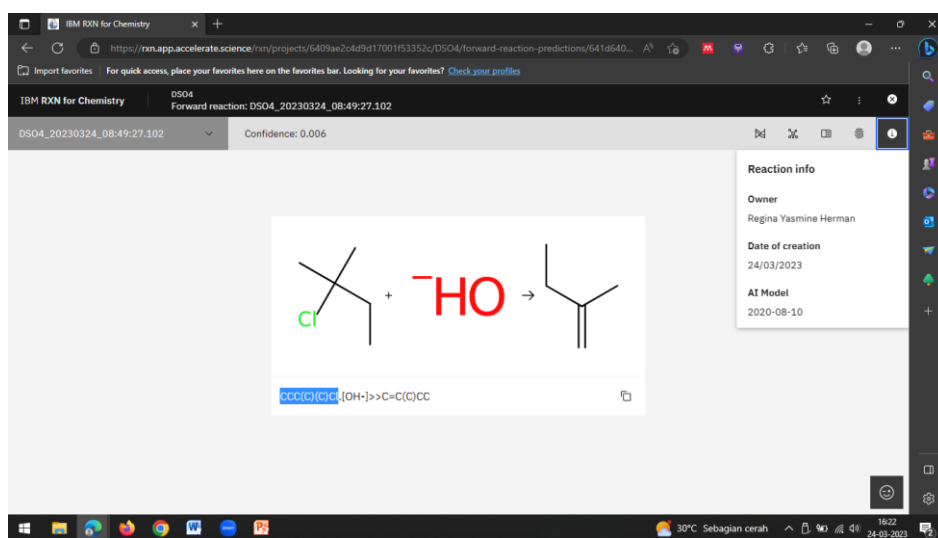 IBM RXN for Chemistry
https://rxn.app.accelerate.science/rxn/projects/6409ae2c4d9d17001f53352c/DSO4/forward-reaction-predictions/641d640...
Import favorites
For quick access, place your favorites here on the favorites bar. Looking for your favorites? Check your profiles
IBM RXN for Chemistry
DSO4
Forward reaction: DSO4_20230324_08:49:27.102
DSO4_20230324_08:49:27.102
Confidence: 0.006
Reaction info
Owner
Regina Yasmine Herman
Date of creation
24/03/2023
AI Model
2020-08-10
Cl
+
⁻HO
→
CCC(C)(C)Cl.[OH-]>>C=C(C)CC
30°C Sebagian cerah
16:22
24-03-2023